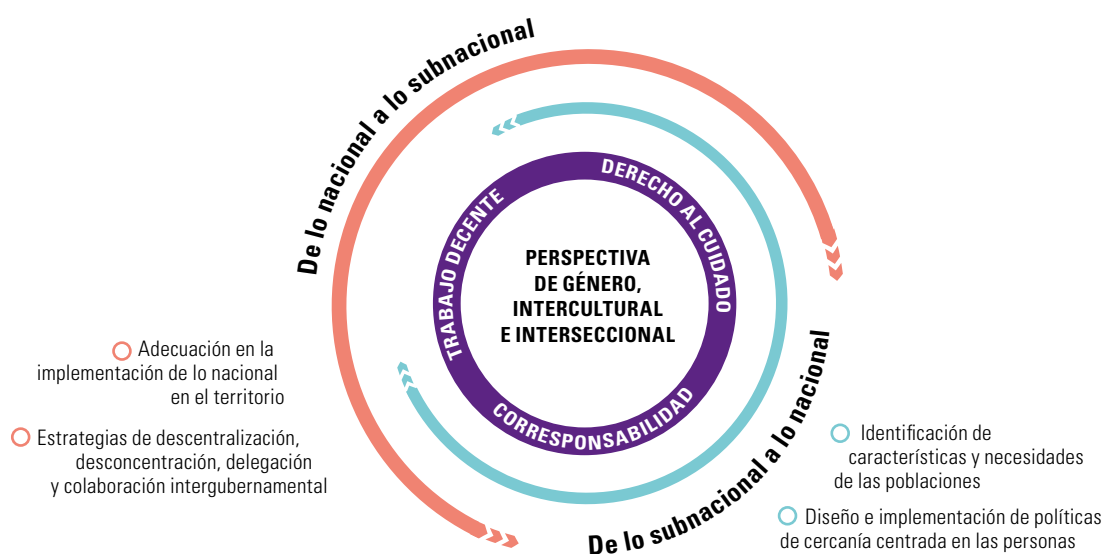 De lo nacional a lo subnacional
TRABAJO DECENTE
DERECHO AL CUIDADO
CORRESPONSABILIDAD
PERSPECTIVA
DE GÉNERO,
INTERCULTURAL
E INTERSECCIONAL
De lo subnacional a lo nacional
Adecuación en la
implementación de lo nacional
en el territorio
Estrategias de descentralización,
desconcentración, delegación
y colaboración intergubernamental
Identificación de
características y necesidades
de las poblaciones
Diseño e implementación de políticas
de cercanía centrada en las personas